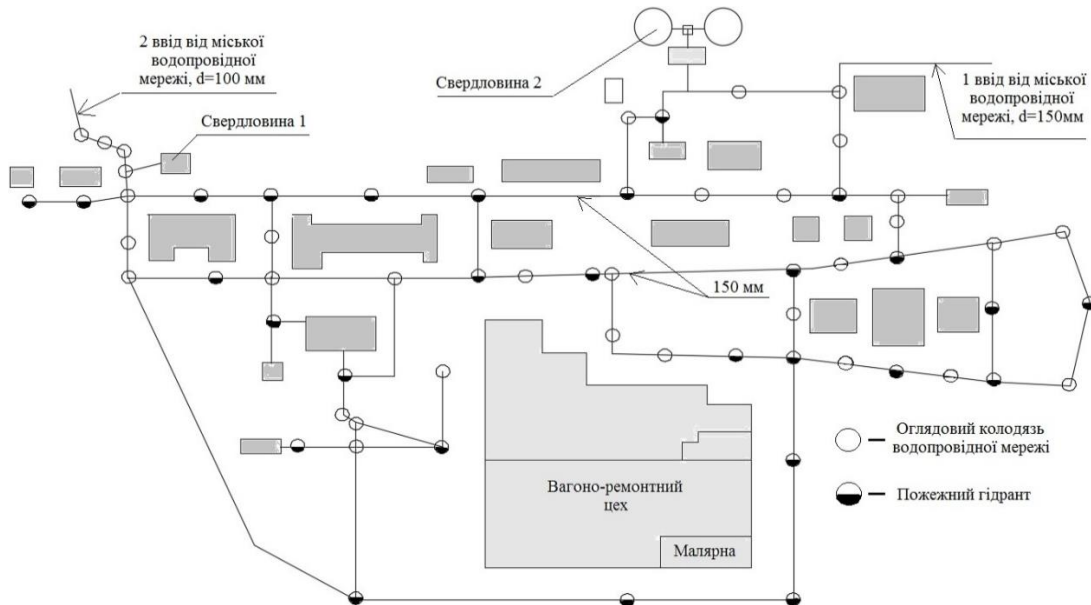 2 ввід від міської
водопровідної
мережі, d=100 мм
Свердловина 1
Свердловина 2
1 ввід від міської
водопровідної
мережі, d=150мм
150 мм
Вагоно-ремонтний
цех
Малярна
Оглядовий колодязь
водопровідної мережі
Пожежний гідрант